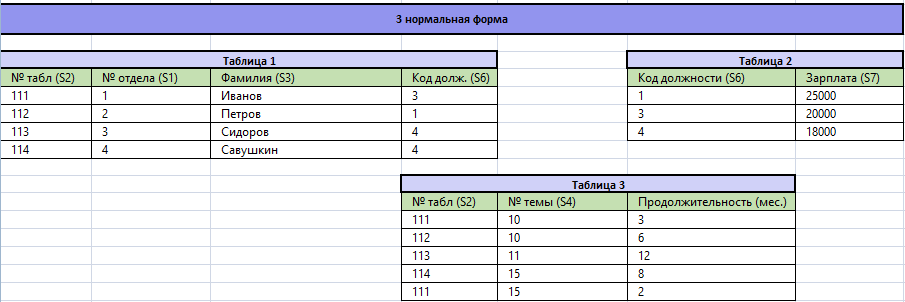 3 нормальная форма
Таблица 1
№ табл (S2) № отдела (S1) Фамилия (S3) Код долж. (S6)
111 1 Иванов 3
112 2 Петров 1
113 3 Сидоров 4
114 4 Савушкин 4
Таблица 2
Код должности (S6) Зарплата (S7)
1 25000
3 20000
4 18000
Таблица 3
№ табл (S2) № темы (S4) Продолжительность (мес.)
111 10 3
112 10 6
113 11 12
114 15 8
111 15 2